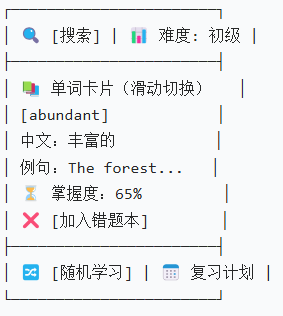 🔍 [搜索] | 📊 难度: 初级 |
📚 单词卡片（滑动切换） |
| [abundant] |
| 中文: 丰富的 |
| 例句: The forest... |
| ⏳ 掌握度: 65% |
| ❌ [加入错题本] |
| 🔀 [随机学习] | 📅 复习计划 |